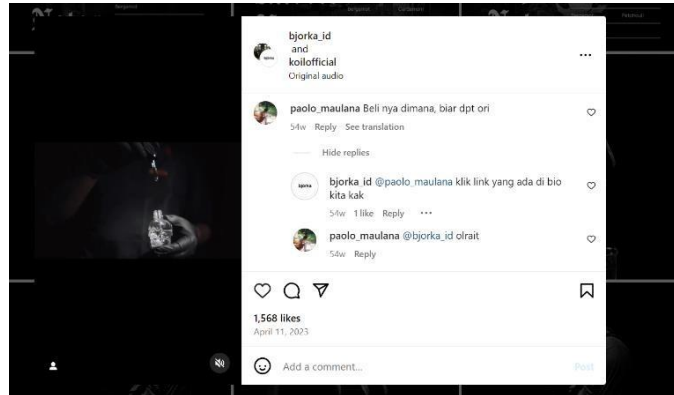 bjorka_id
and
koilofficial
Original audio
paolo_maulana Beli nya dimana, biar dpt ori
54w Reply See translation
Hide replies
bjorka_id @paolo_maulana klik link yang ada di bio
kita kak
54w 1 like Reply
paolo_maulana @bjorka_id olrait
54w Reply
1,568 likes
April 11, 2023
Add a comment...
Post